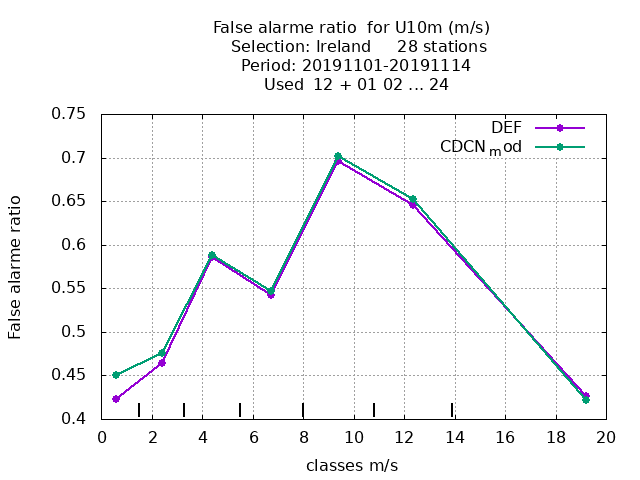 False alarme ratio  for U10m (m/s)
Selection: Ireland     28 stations
Period: 20191101-20191114
Used  12 + 01 02 ... 24
DEF
CDCN_mod
0.75
0.7
0.65
0.6
0.55
0.5
0.45
0.4
False alarme ratio
0 2 4 6 8 10 12 14 16 18 20
classes m/s